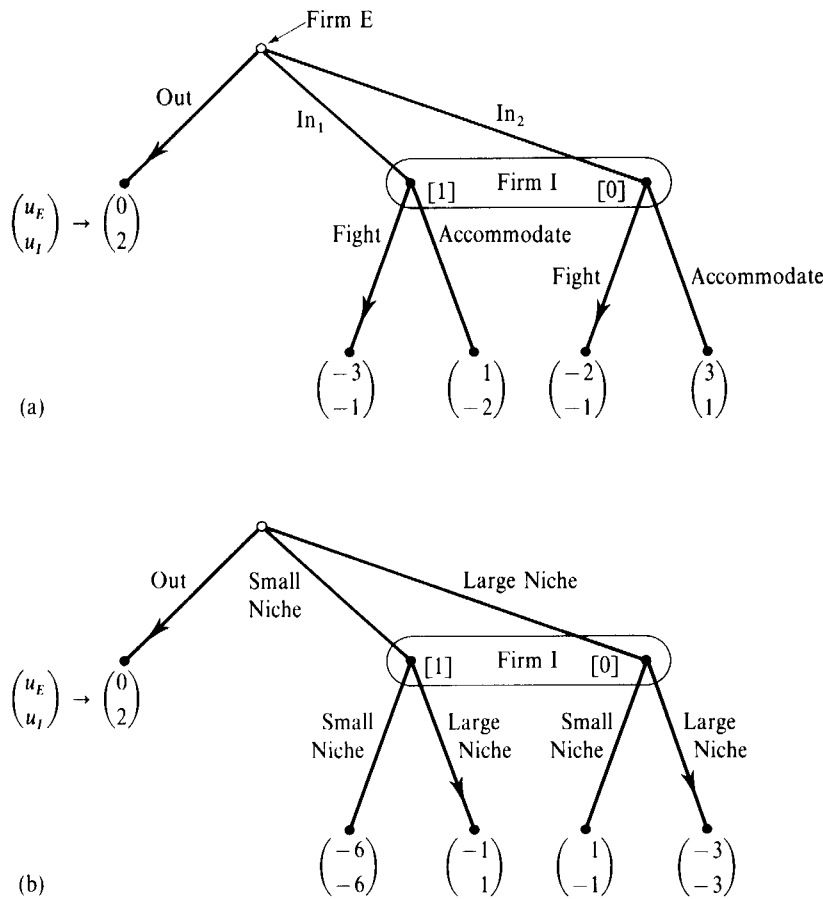 Firm E
Out
In₁
In₂
[1] Firm I [0]
(u_E u_I) → (0 2)
Fight Accommodate Fight Accommodate
(a) (−3 −1) (1 −2) (−2 −1) (3 1)
Out Small Niche Large Niche
[1] Firm I [0]
(u_E u_I) → (0 2)
Small Niche Large Niche Small Niche Large Niche
(b) (−6 −6) (−1 1) (1 −1) (−3 −3)